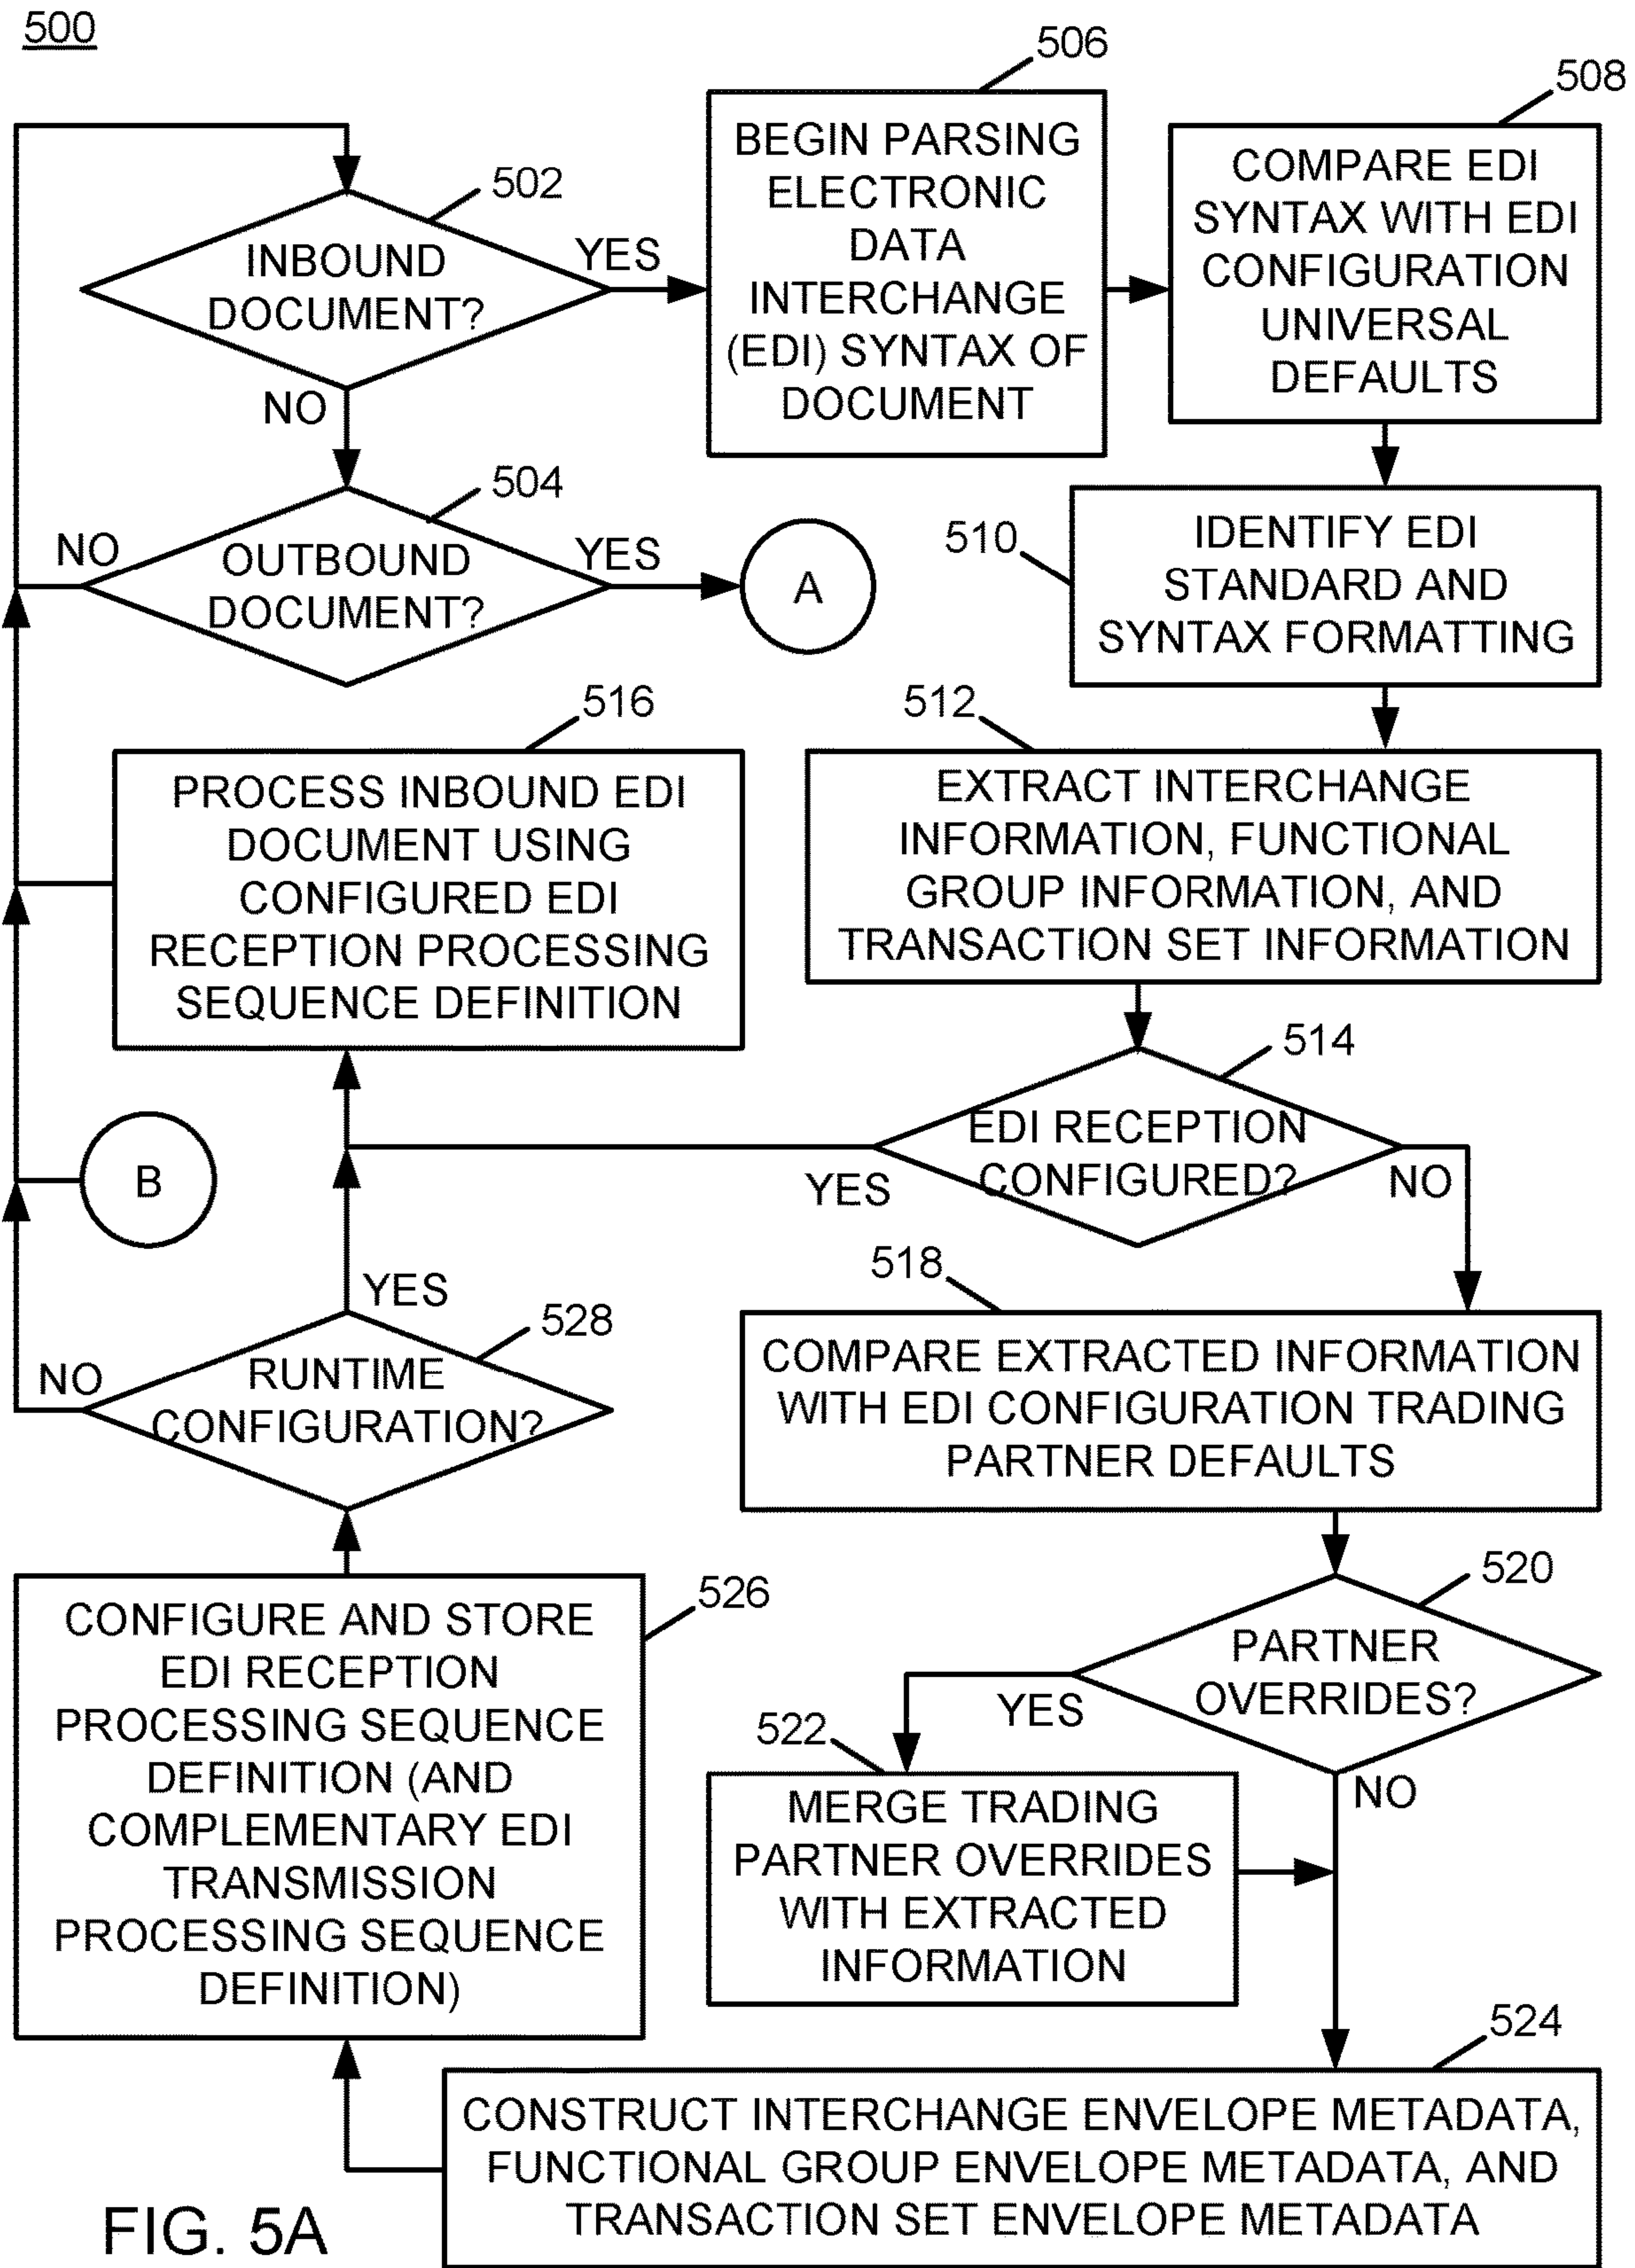 500
506
BEGIN PARSING
ELECTRONIC
DATA
INTERCHANGE
(EDI) SYNTAX OF
DOCUMENT
508
COMPARE EDI
SYNTAX WITH EDI
CONFIGURATION
UNIVERSAL
DEFAULTS
502
INBOUND
DOCUMENT?
YES
NO
504
OUTBOUND
DOCUMENT?
NO
YES
A
510
IDENTIFY EDI
STANDARD AND
SYNTAX FORMATTING
512
EXTRACT INTERCHANGE
INFORMATION, FUNCTIONAL
GROUP INFORMATION, AND
TRANSACTION SET INFORMATION
516
PROCESS INBOUND EDI
DOCUMENT USING
CONFIGURED EDI
RECEPTION PROCESSING
SEQUENCE DEFINITION
514
EDI RECEPTION
CONFIGURED?
YES
NO
B
518
COMPARE EXTRACTED INFORMATION
WITH EDI CONFIGURATION TRADING
PARTNER DEFAULTS
YES
528
RUNTIME
CONFIGURATION?
NO
520
PARTNER
OVERRIDES?
YES
NO
522
MERGE TRADING
PARTNER OVERRIDES
WITH EXTRACTED
INFORMATION
526
CONFIGURE AND STORE
EDI RECEPTION
PROCESSING SEQUENCE
DEFINITION (AND
COMPLEMENTARY EDI
TRANSMISSION
PROCESSING SEQUENCE
DEFINITION)
524
CONSTRUCT INTERCHANGE ENVELOPE METADATA,
FUNCTIONAL GROUP ENVELOPE METADATA, AND
TRANSACTION SET ENVELOPE METADATA
FIG. 5A